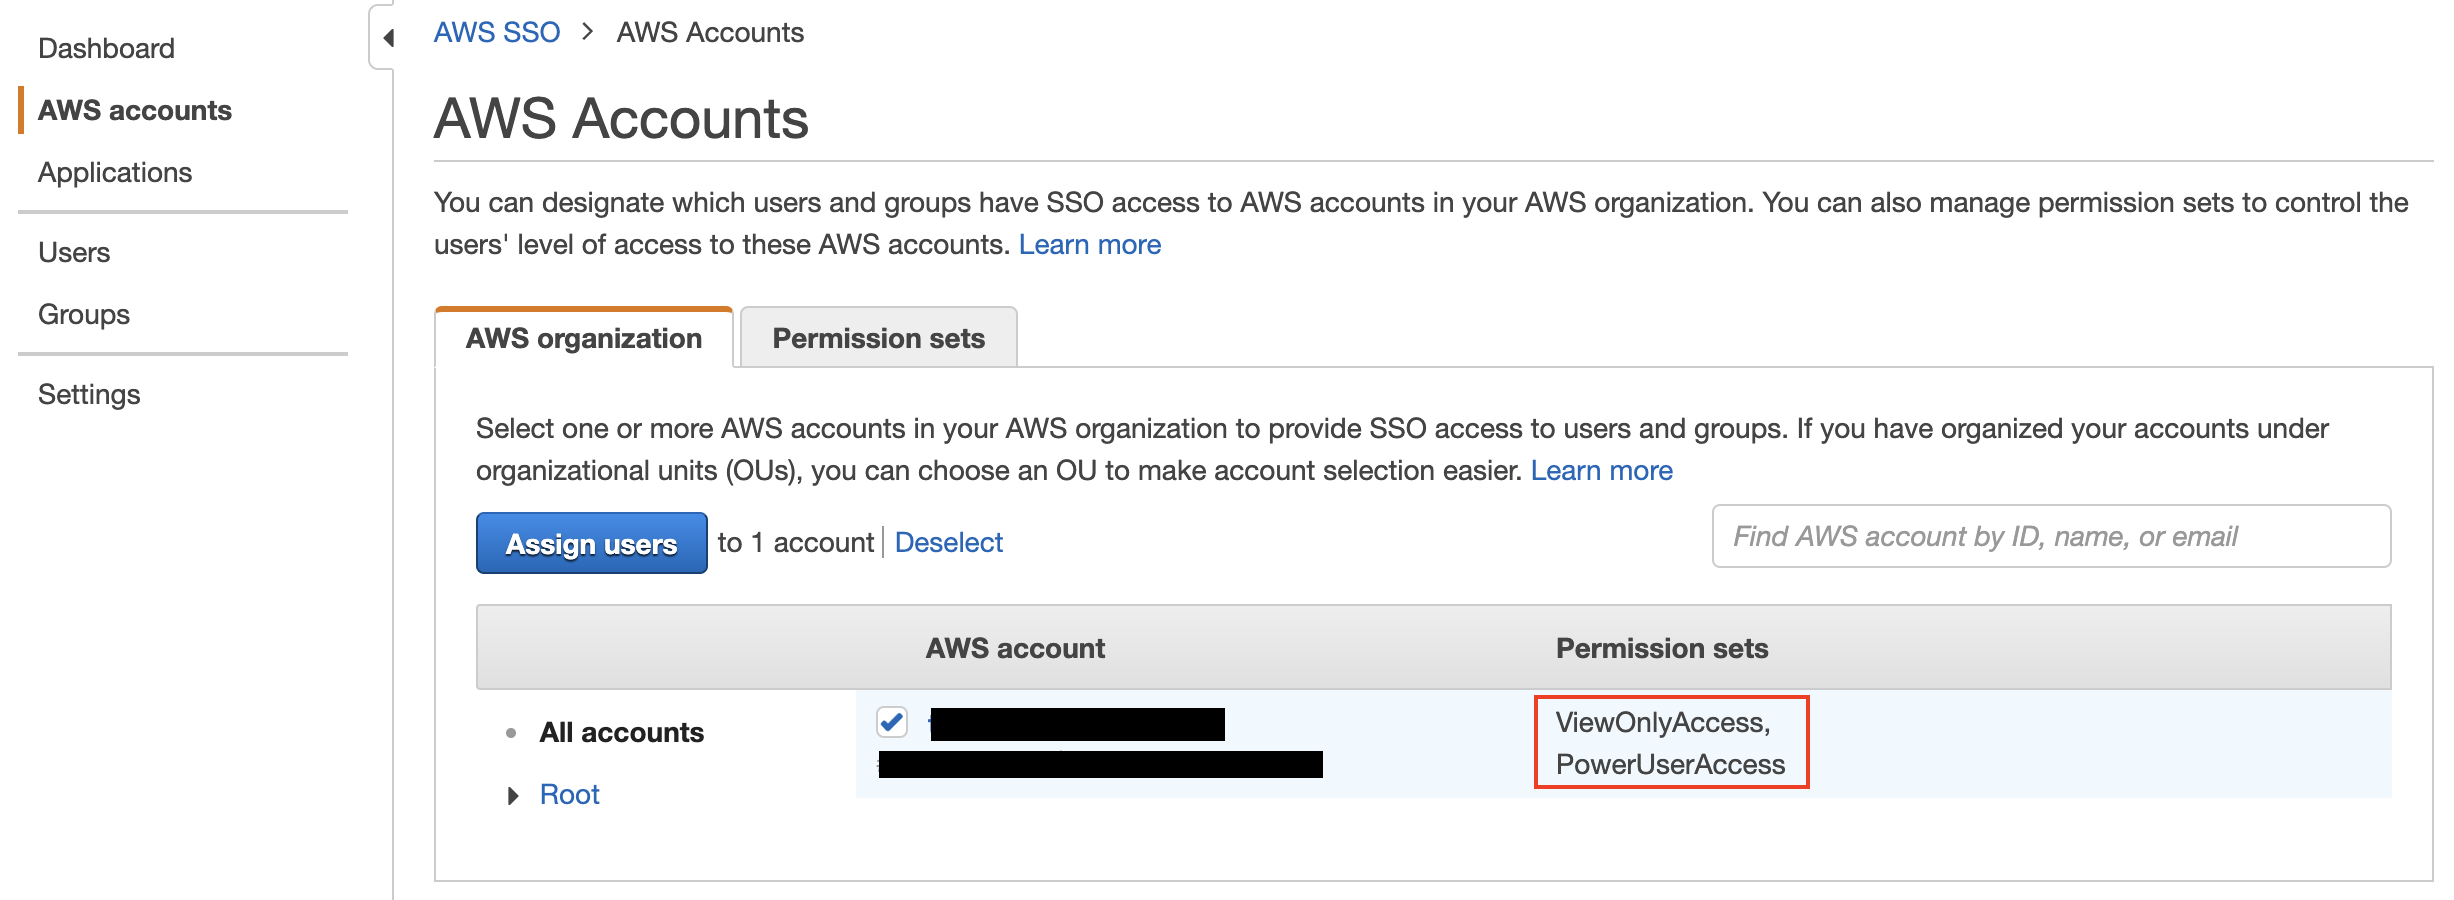 Dashboard
AWS accounts
Applications
Users
Groups
Settings
AWS SSO > AWS Accounts
AWS Accounts
You can designate which users and groups have SSO access to AWS accounts in your AWS organization. You can also manage permission sets to control the
users' level of access to these AWS accounts. Learn more
AWS organization
Permission sets
Select one or more AWS accounts in your AWS organization to provide SSO access to users and groups. If you have organized your accounts under
organizational units (OUs), you can choose an OU to make account selection easier. Learn more
Assign users to 1 account | Deselect
Find AWS account by ID, name, or email
AWS account
Permission sets
All accounts
Root
ViewOnlyAccess,
PowerUserAccess